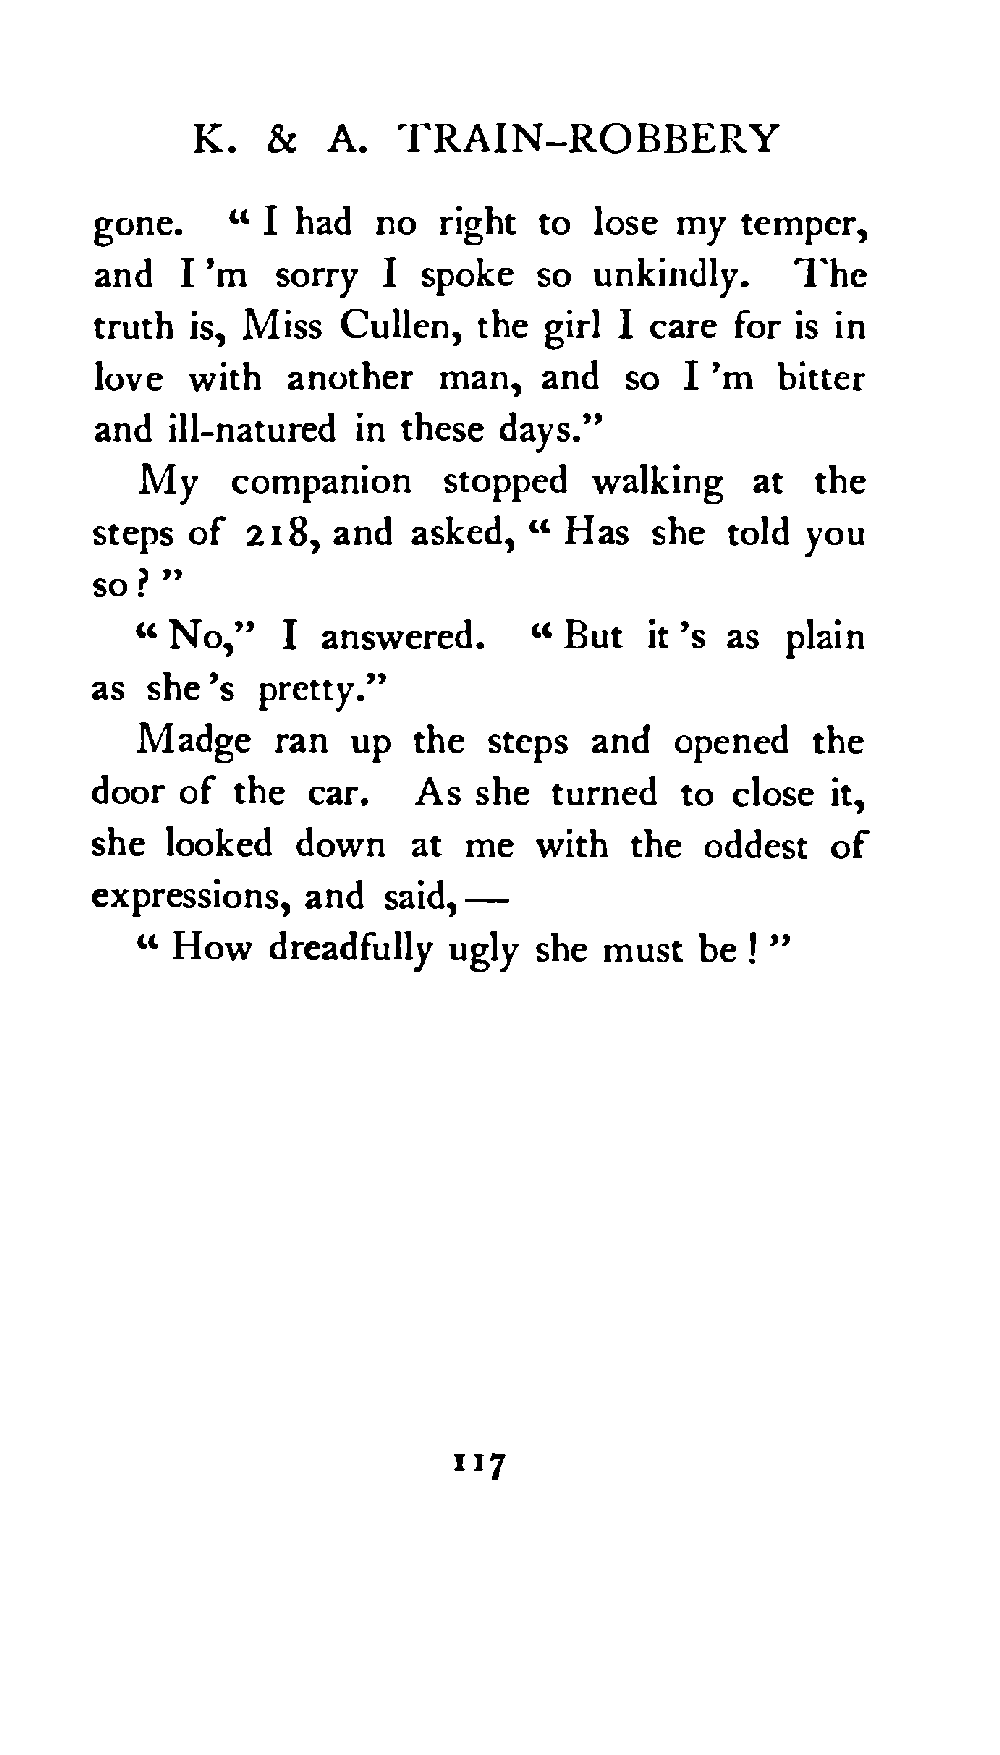 K. & A. TRAIN-ROBBERY
gone. “ I had no right to lose my temper,
and I ’m sorry I spoke so unkindly. The
truth is, Miss Cullen, the girl I care for is in
love with another man, and so I ’m bitter
and ill-natured in these days.”
My companion stopped walking at the
steps of 218, and asked, “ Has she told you
so ? ”
“ No,” I answered. “ But it ’s as plain
as she ’s pretty.”
Madge ran up the steps and opened the
door of the car. As she turned to close it,
she looked down at me with the oddest of
expressions, and said, —
“ How dreadfully ugly she must be ! ”
117